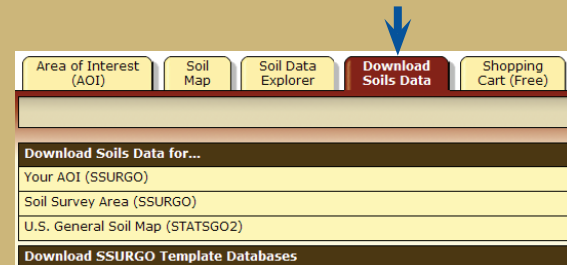 Area of Interest (AOI)
Soil Map
Soil Data Explorer
Download Soils Data
Shopping Cart (Free)
Download Soils Data for...
Your AOI (SSURGO)
Soil Survey Area (SSURGO)
U.S. General Soil Map (STATSGO2)
Download SSURGO Template Databases